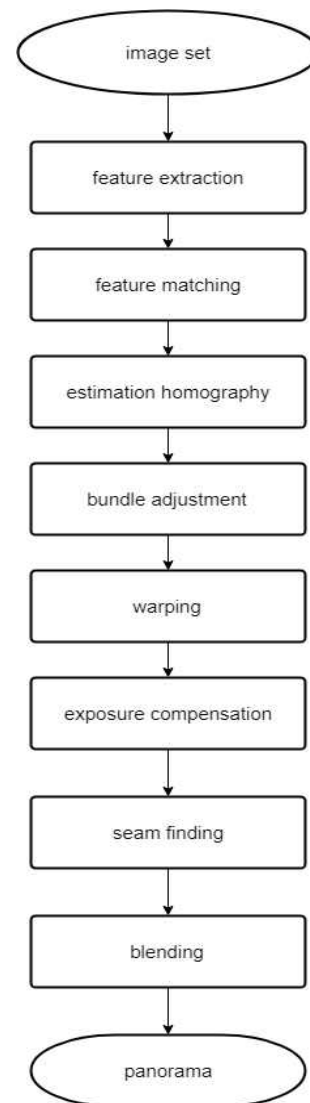 image set
feature extraction
feature matching
estimation homography
bundle adjustment
warping
exposure compensation
seam finding
blending
panorama